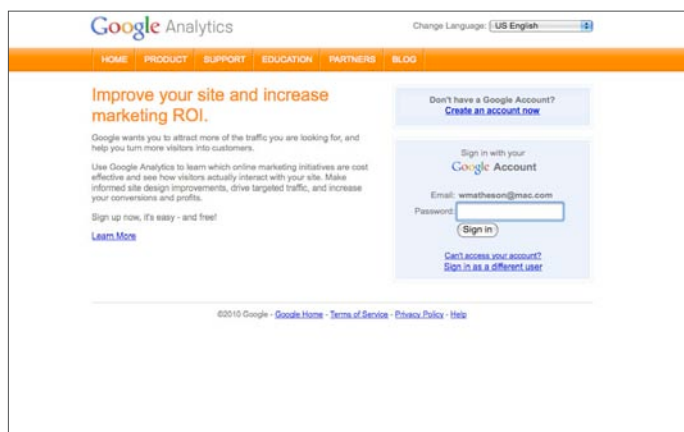 Google Analytics
Change Language: US English
HOME PRODUCT SUPPORT EDUCATION PARTNERS BLOG
Improve your site and increase
marketing ROI.
Google wants you to attract more of the traffic you are looking for, and
help you turn more visitors into customers.
Use Google Analytics to learn which online marketing initiatives are cost
effective and see how visitors actually interact with your site. Make
informed site design improvements, drive targeted traffic, and increase
your conversions and profits.
Sign up now, it's easy - and free!
Learn More
Don't have a Google Account?
Create an account now
Sign in with your
Google Account
Email: wmatheson@mac.com
Password:
Sign in
Can't access your account?
Sign in as a different user
©2010 Google - Google Home - Terms of Service - Privacy Policy - Help